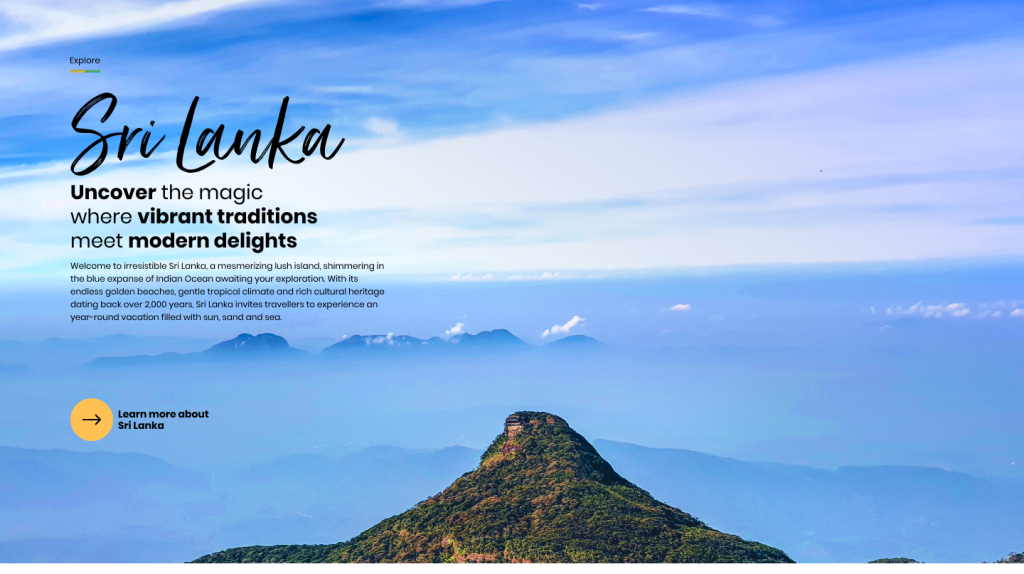 Explore
Sri Lanka
Uncover the magic
where vibrant traditions
meet modern delights
Welcome to irresistible Sri Lanka, a mesmerizing lush island, shimmering in
the blue expanse of Indian Ocean awaiting your exploration. With its
endless golden beaches, gentle tropical climate and rich cultural heritage
dating back over 2,000 years, Sri Lanka invites travellers to experience an
year-round vacation filled with sun, sand and sea.
Learn more about
Sri Lanka